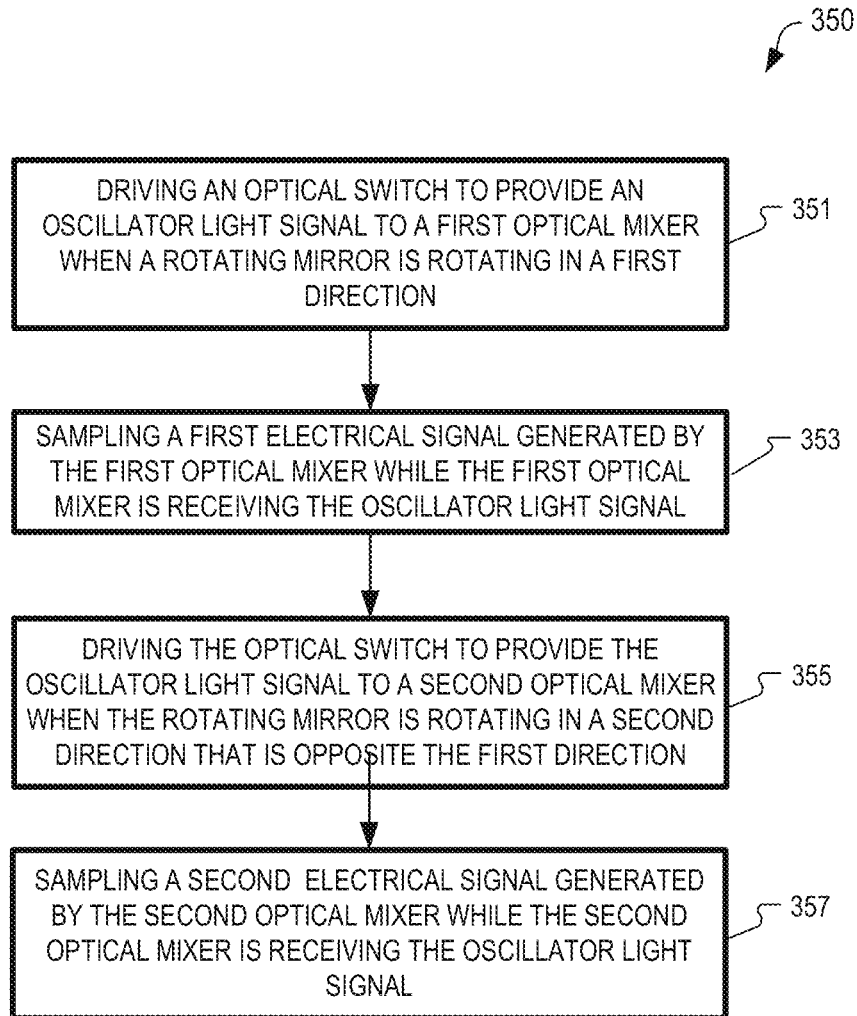 350
DRIVING AN OPTICAL SWITCH TO PROVIDE AN
OSCILLATOR LIGHT SIGNAL TO A FIRST OPTICAL MIXER
WHEN A ROTATING MIRROR IS ROTATING IN A FIRST
DIRECTION
351
SAMPLING A FIRST ELECTRICAL SIGNAL GENERATED BY
THE FIRST OPTICAL MIXER WHILE THE FIRST OPTICAL
MIXER IS RECEIVING THE OSCILLATOR LIGHT SIGNAL
353
DRIVING THE OPTICAL SWITCH TO PROVIDE THE
OSCILLATOR LIGHT SIGNAL TO A SECOND OPTICAL MIXER
WHEN THE ROTATING MIRROR IS ROTATING IN A SECOND
DIRECTION THAT IS OPPOSITE THE FIRST DIRECTION
355
SAMPLING A SECOND ELECTRICAL SIGNAL GENERATED
BY THE SECOND OPTICAL MIXER WHILE THE SECOND
OPTICAL MIXER IS RECEIVING THE OSCILLATOR LIGHT
SIGNAL
357